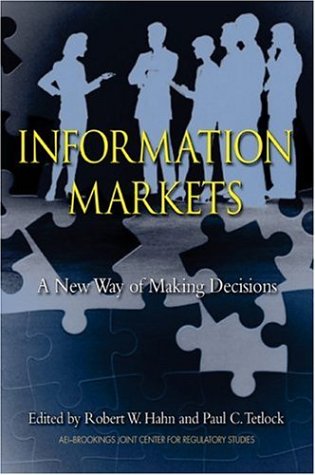 INFORMATION
MARKETS
A New Way of Making Decisions
Edited by Robert W. Hahn and Paul C. Tetlock
AEI-BROOKINGS JOINT CENTER FOR REGULATORY STUDIES